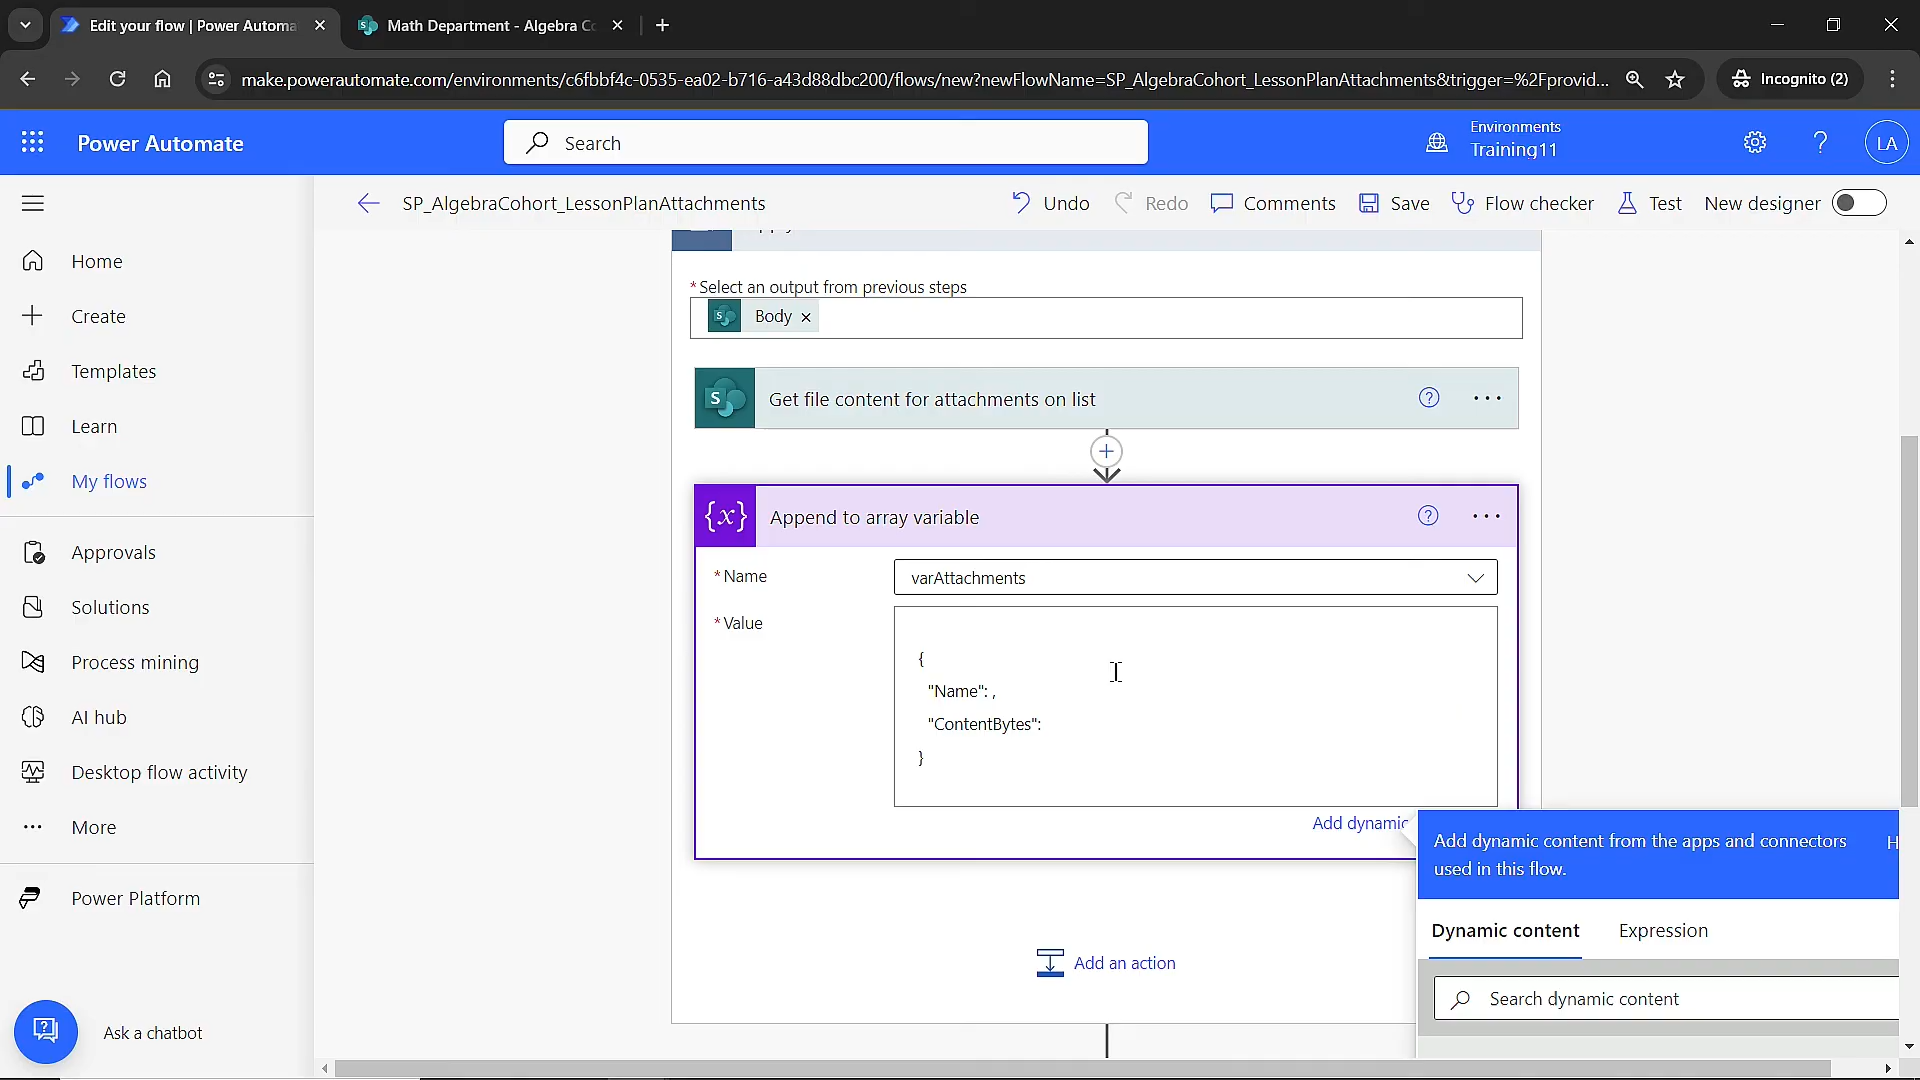 Edit your flow | Power Automa
Math Department - Algebra Co
make.powerautomate.com/environments/c6fbbf4c-0535-ea02-b716-a43d88dbc200/flows/new?newFlowName=SP_AlgebraCohort_LessonPlanAttachments&trigger=%2Fprovid...
Incognito (2)
Power Automate
Search
Environments
Training11
LA
SP_AlgebraCohort_LessonPlanAttachments
Undo
Redo
Comments
Save
Flow checker
Test
New designer
Home
Create
Templates
Learn
My flows
Approvals
Solutions
Process mining
AI hub
Desktop flow activity
More
Power Platform
Ask a chatbot
* Select an output from previous steps
Body
Get file content for attachments on list
{x} Append to array variable
* Name
varAttachments
* Value
{
"Name": ,
"ContentBytes":
}
Add dynamic
Add an action
Add dynamic content from the apps and connectors
used in this flow.
H
Dynamic content
Expression
Search dynamic content